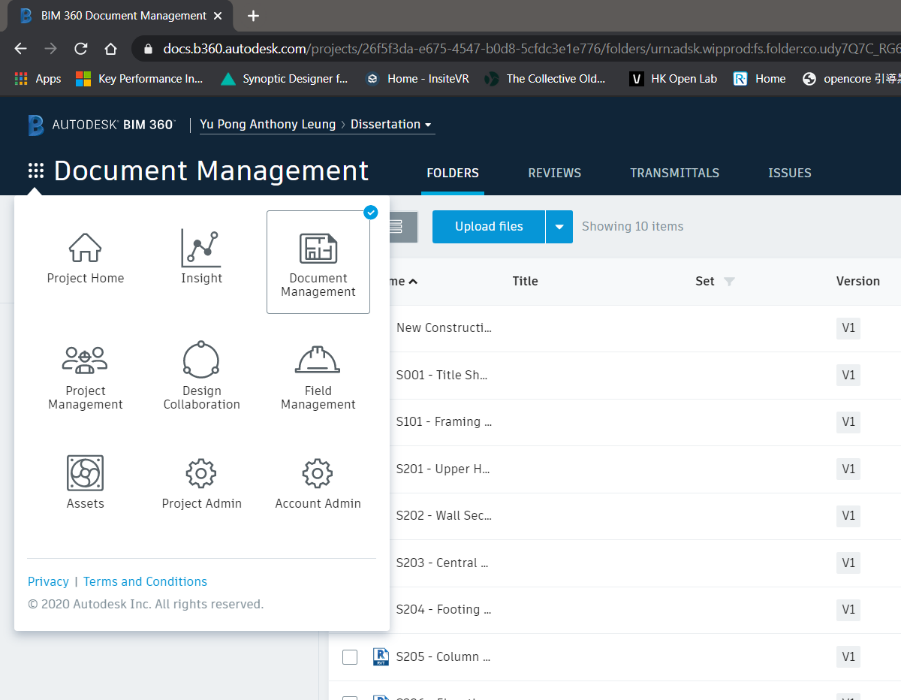 BIM 360 Document Management
docs.b360.autodesk.com/projects/26f5f3da-e675-4547-b0d8-5cfdc3e1e776/folders/urn:adsk.wipprod:fs.folder:co.udy7Q7C_RG6
Apps Key Performance In... Synoptic Designer f... Home - InsiteVR The Collective Old... HK Open Lab Home opencore 引導
AUTODESK® BIM 360® Yu Pong Anthony Leung > Dissertation
Document Management FOLDERS REVIEWS TRANSMITTALS ISSUES
Upload files Showing 10 items
Project Home
Insight
Document
Management
Project
Management
Design
Collaboration
Field
Management
Assets
Project Admin
Account Admin
Privacy | Terms and Conditions
© 2020 Autodesk Inc. All rights reserved.
me Title Set Version
New Constructi... V1
S001 - Title Sh... V1
S101 - Framing ... V1
S201 - Upper H... V1
S202 - Wall Sec... V1
S203 - Central ... V1
S204 - Footing ... V1
S205 - Column ... V1